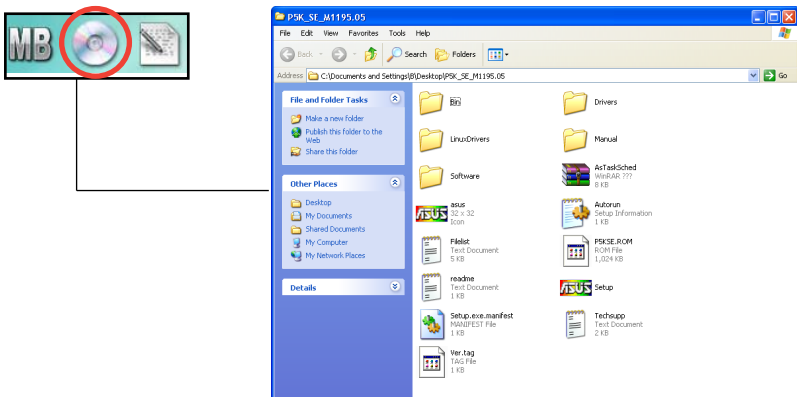 MB
P5K_SE_M1195.05
File Edit View Favorites Tools Help
Back Search Folders
Address C:\Documents and Settings\B\Desktop\P5K_SE_M1195.05 Go
File and Folder Tasks
Make a new folder
Publish this folder to the
Web
Share this folder
Other Places
Desktop
My Documents
Shared Documents
My Computer
My Network Places
Details
Bin
Drivers
LinuxDrivers
Manual
Software
AsTaskSched
WinRAR ???
8 KB
asus
32 x 32
Icon
Autorun
Setup Information
1 KB
Filelist
Text Document
5 KB
P5KSE.ROM
ROM File
1,024 KB
readme
Text Document
1 KB
Setup
Setup.exe.manifest
MANIFEST File
1 KB
Techsupp
Text Document
2 KB
Ver.tag
TAG File
1 KB
ASUS
ASUS